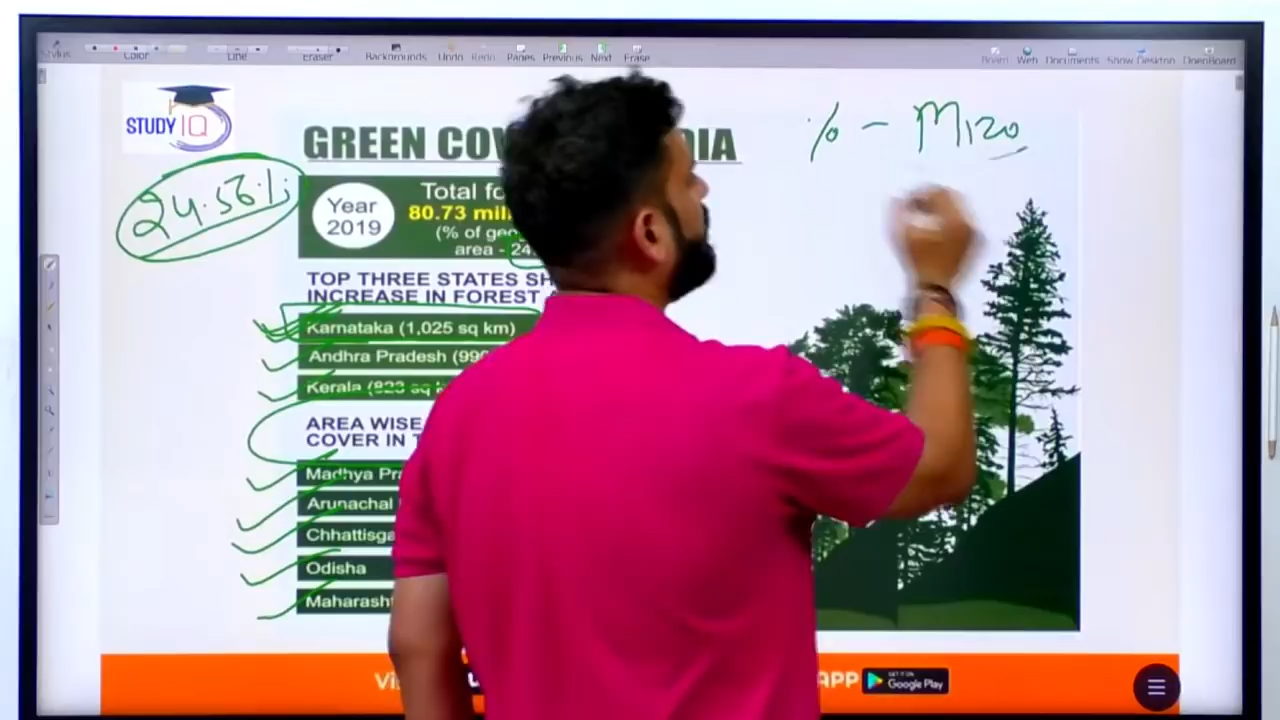 Stylus Color Line Eraser Backgrounds Undo Redo Pages Previous Next Erase Board Web Documents Show Desktop OpenBoard
STUDY IQ
GREEN COV DIA
% - Mizo
24.56%
Year
2019
Total fo
80.73 mill
(% of geo
area - 24
TOP THREE STATES SH
INCREASE IN FOREST A
Karnataka (1,025 sq km)
Andhra Pradesh (990
Kerala (823 sq k
AREA WISE
COVER IN T
Madhya Pra
Arunachal
Chhattisga
Odisha
Maharasht
Vi APP GET IT ON
Google Play